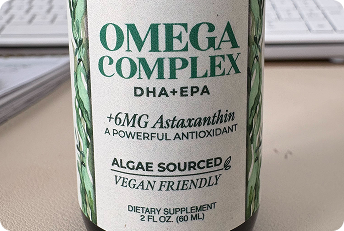 OMEGA
COMPLEX
DHA+EPA
+6MG Astaxanthin
A POWERFUL ANTIOXIDANT
ALGAE SOURCED
VEGAN FRIENDLY
DIETARY SUPPLEMENT
2 FL OZ. (60 ML)